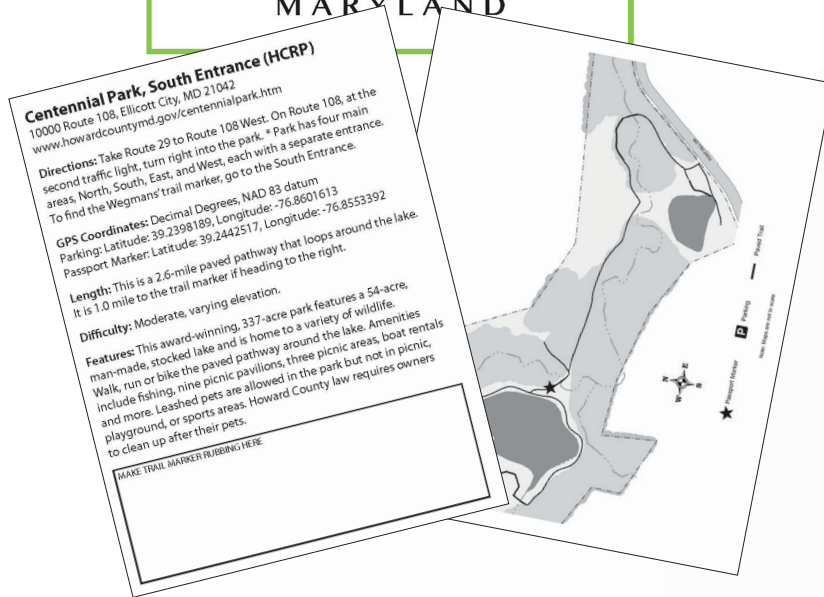 MARYLAND
Centennial Park, South Entrance (HCRP)
10000 Route 108, Ellicott City, MD 21042
www.howardcountymd.gov/centennialpark.htm
Directions: Take Route 29 to Route 108 West. On Route 108, at the
second traffic light, turn right into the park. * Park has four main
areas, North, South, East, and West, each with a separate entrance.
To find the Wegmans' trail marker, go to the South Entrance.
GPS Coordinates: Decimal Degrees, NAD 83 datum
Parking: Latitude: 39.2398189, Longitude: -76.8601613
Passport Marker: Latitude: 39.2442517, Longitude: -76.8553392
Length: This is a 2.6-mile paved pathway that loops around the lake.
It is 1.0 mile to the trail marker if heading to the right.
Difficulty: Moderate, varying elevation.
Features: This award-winning, 337-acre park features a 54-acre,
man-made, stocked lake and is home to a variety of wildlife.
Walk, run or bike the paved pathway around the lake. Amenities
include fishing, nine picnic pavilions, three picnic areas, boat rentals
and more. Leashed pets are allowed in the park but not in picnic,
playground, or sports areas. Howard County law requires owners
to clean up after their pets.
MAKE TRAIL MARKER RUBBING HERE
N
E
S
W
Passport Marker
P Parking
Paved Trail
Note: Maps are not to scale